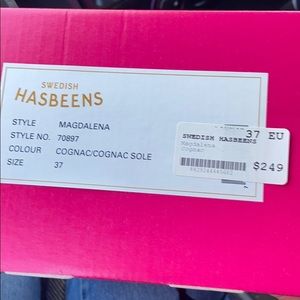 SWEDISH
HASBEENS
STYLE MAGDALENA
STYLE NO. 70897
COLOUR COGNAC/COGNAC SOLE
SIZE 37
37 EU
SWEDISH HASBEENS
Magdalena
Cognac
$249